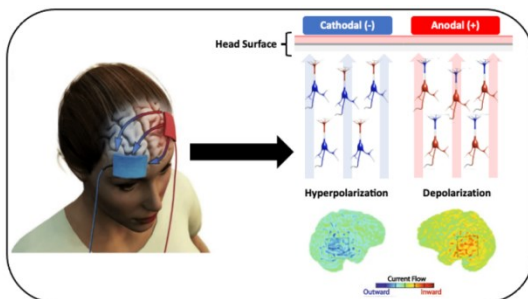 Cathodal (-) Anodal (+)
Head Surface
Hyperpolarization Depolarization
Current Flow
Outward Inward